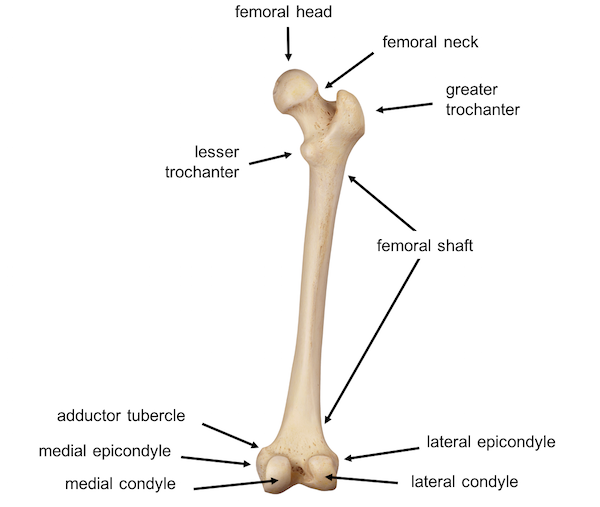 femoral head
femoral neck
greater
trochanter
lesser
trochanter
femoral shaft
adductor tubercle
medial epicondyle
lateral epicondyle
medial condyle
lateral condyle